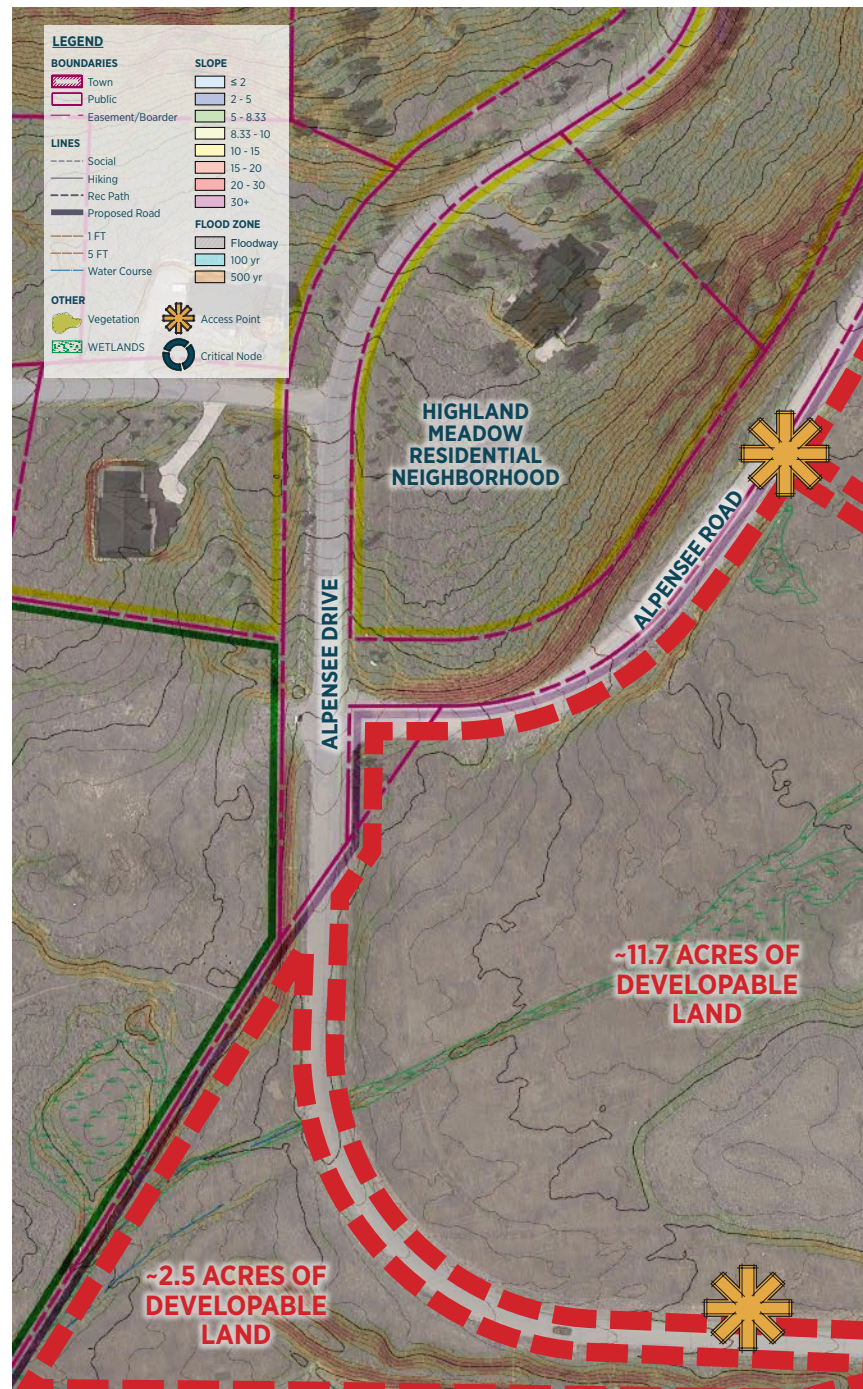 LEGEND
BOUNDARIES
Town
Public
Easement/Boarder
LINES
Social
Hiking
Rec Path
Proposed Road
1 FT
5 FT
Water Course
OTHER
Vegetation
WETLANDS
SLOPE
≤ 2
2 - 5
5 - 8.33
8.33 - 10
10 - 15
15 - 20
20 - 30
30+
FLOOD ZONE
Floodway
100 yr
500 yr
Access Point
Critical Node
HIGHLAND
MEADOW
RESIDENTIAL
NEIGHBORHOOD
ALPENSEE DRIVE
ALPENSEE ROAD
~11.7 ACRES OF
DEVELOPABLE
LAND
~2.5 ACRES OF
DEVELOPABLE
LAND